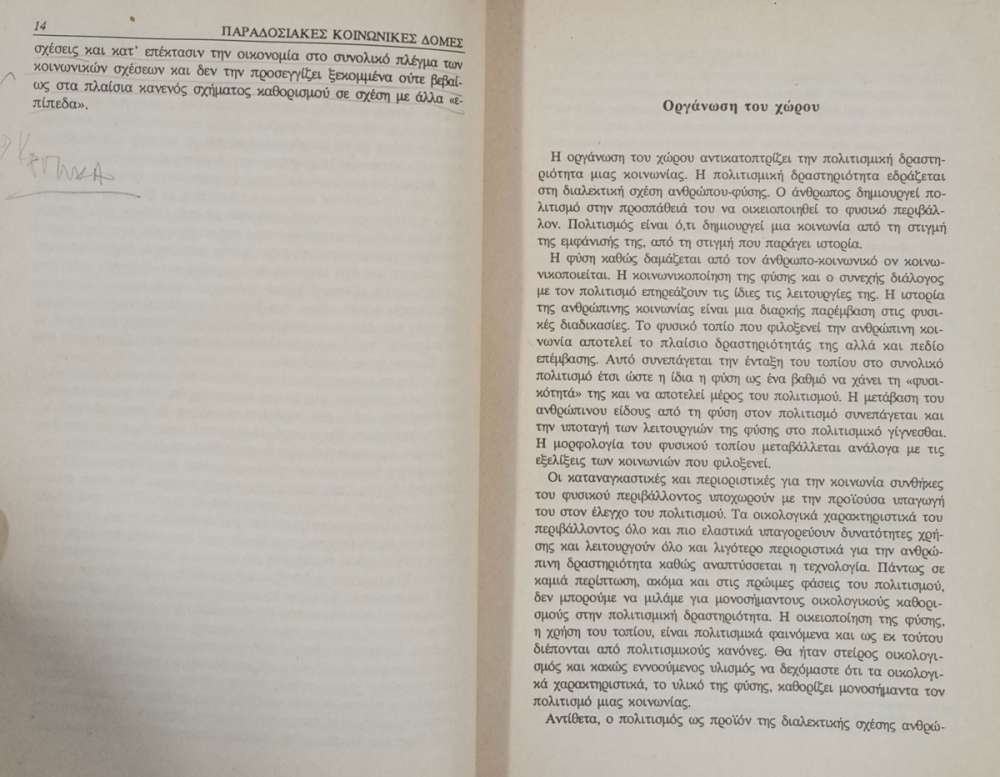 14
ΠΑΡΑΔΟΣΙΑΚΕΣ ΚΟΙΝΩΝΙΚΕΣ ΔΟΜΕΣ
σχέσεις και κατ' επέκτασιν την οικονομία στο συνολικό πλέγμα των
κοινωνικών σχέσεων και δεν την προσεγγίζει ξεκομμένα ούτε βεβαί-
ως στα πλαίσια κανενός σχήματος καθορισμού σε σχέση με άλλα «ε-
πίπεδα».
Οργάνωση του χώρου
Η οργάνωση του χώρου αντικατοπτρίζει την πολιτισμική δραστη-
ριότητα μιας κοινωνίας. Η πολιτισμική δραστηριότητα εδράζεται
στη διαλεκτική σχέση ανθρώπου-φύσης. Ο άνθρωπος δημιουργεί πο-
λιτισμό στην προσπάθειά του να οικειοποιηθεί το φυσικό περιβάλ-
λον. Πολιτισμός είναι ό,τι δημιουργεί μια κοινωνία από τη στιγμή
της εμφάνισής της, από τη στιγμή που παράγει ιστορία.
Η φύση καθώς δαμάζεται από τον άνθρωπο-κοινωνικό ον κοινω-
νικοποιείται. Η κοινωνικοποίηση της φύσης και ο συνεχής διάλογος
με τον πολιτισμό επηρεάζουν τις ίδιες τις λειτουργίες της. Η ιστορία
της ανθρώπινης κοινωνίας είναι μια διαρκής παρέμβαση στις φυσι-
κές διαδικασίες. Το φυσικό τοπίο που φιλοξενεί την ανθρώπινη κοι-
νωνία αποτελεί το πλαίσιο δραστηριότητάς της αλλά και πεδίο
επέμβασης. Αυτό συνεπάγεται την ένταξη του τοπίου στο συνολικό
πολιτισμό έτσι ώστε η ίδια η φύση ως ένα βαθμό να χάνει τη «φυσι-
κότητά» της και να αποτελεί μέρος του πολιτισμού. Η μετάβαση του
ανθρώπινου είδους από τη φύση στον πολιτισμό συνεπάγεται και
την υποταγή των λειτουργιών της φύσης στο πολιτισμικό γίγνεσθαι.
Η μορφολογία του φυσικού τοπίου μεταβάλλεται ανάλογα με τις
εξελίξεις των κοινωνιών που φιλοξενεί.
Οι καταναγκαστικές και περιοριστικές για την κοινωνία συνθήκες
του φυσικού περιβάλλοντος υποχωρούν με την προϊούσα υπαγωγή
του στον έλεγχο του πολιτισμού. Τα οικολογικά χαρακτηριστικά του
περιβάλλοντος όλο και πιο ελαστικά υπαγορεύουν δυνατότητες χρή-
σης και λειτουργούν όλο και λιγότερο περιοριστικά για την ανθρώ-
πινη δραστηριότητα καθώς αναπτύσσεται η τεχνολογία. Πάντως σε
καμιά περίπτωση, ακόμα και στις πρώιμες φάσεις του πολιτισμού,
δεν μπορούμε να μιλάμε για μονοσήμαντους οικολογικούς καθορι-
σμούς στην πολιτισμική δραστηριότητα. Η οικειοποίηση της φύσης,
η χρήση του τοπίου, είναι πολιτισμικά φαινόμενα και ως εκ τούτου
διέπονται από πολιτισμικούς κανόνες. Θα ήταν στείρος οικολογι-
σμός και κακώς εννοούμενος υλισμός να δεχόμαστε ότι τα οικολογι-
κά χαρακτηριστικά, το υλικό της φύσης, καθορίζει μονοσήμαντα τον
πολιτισμό μιας κοινωνίας.
Αντίθετα, ο πολιτισμός ως προϊόν της διαλεκτικής σχέσης ανθρώ-